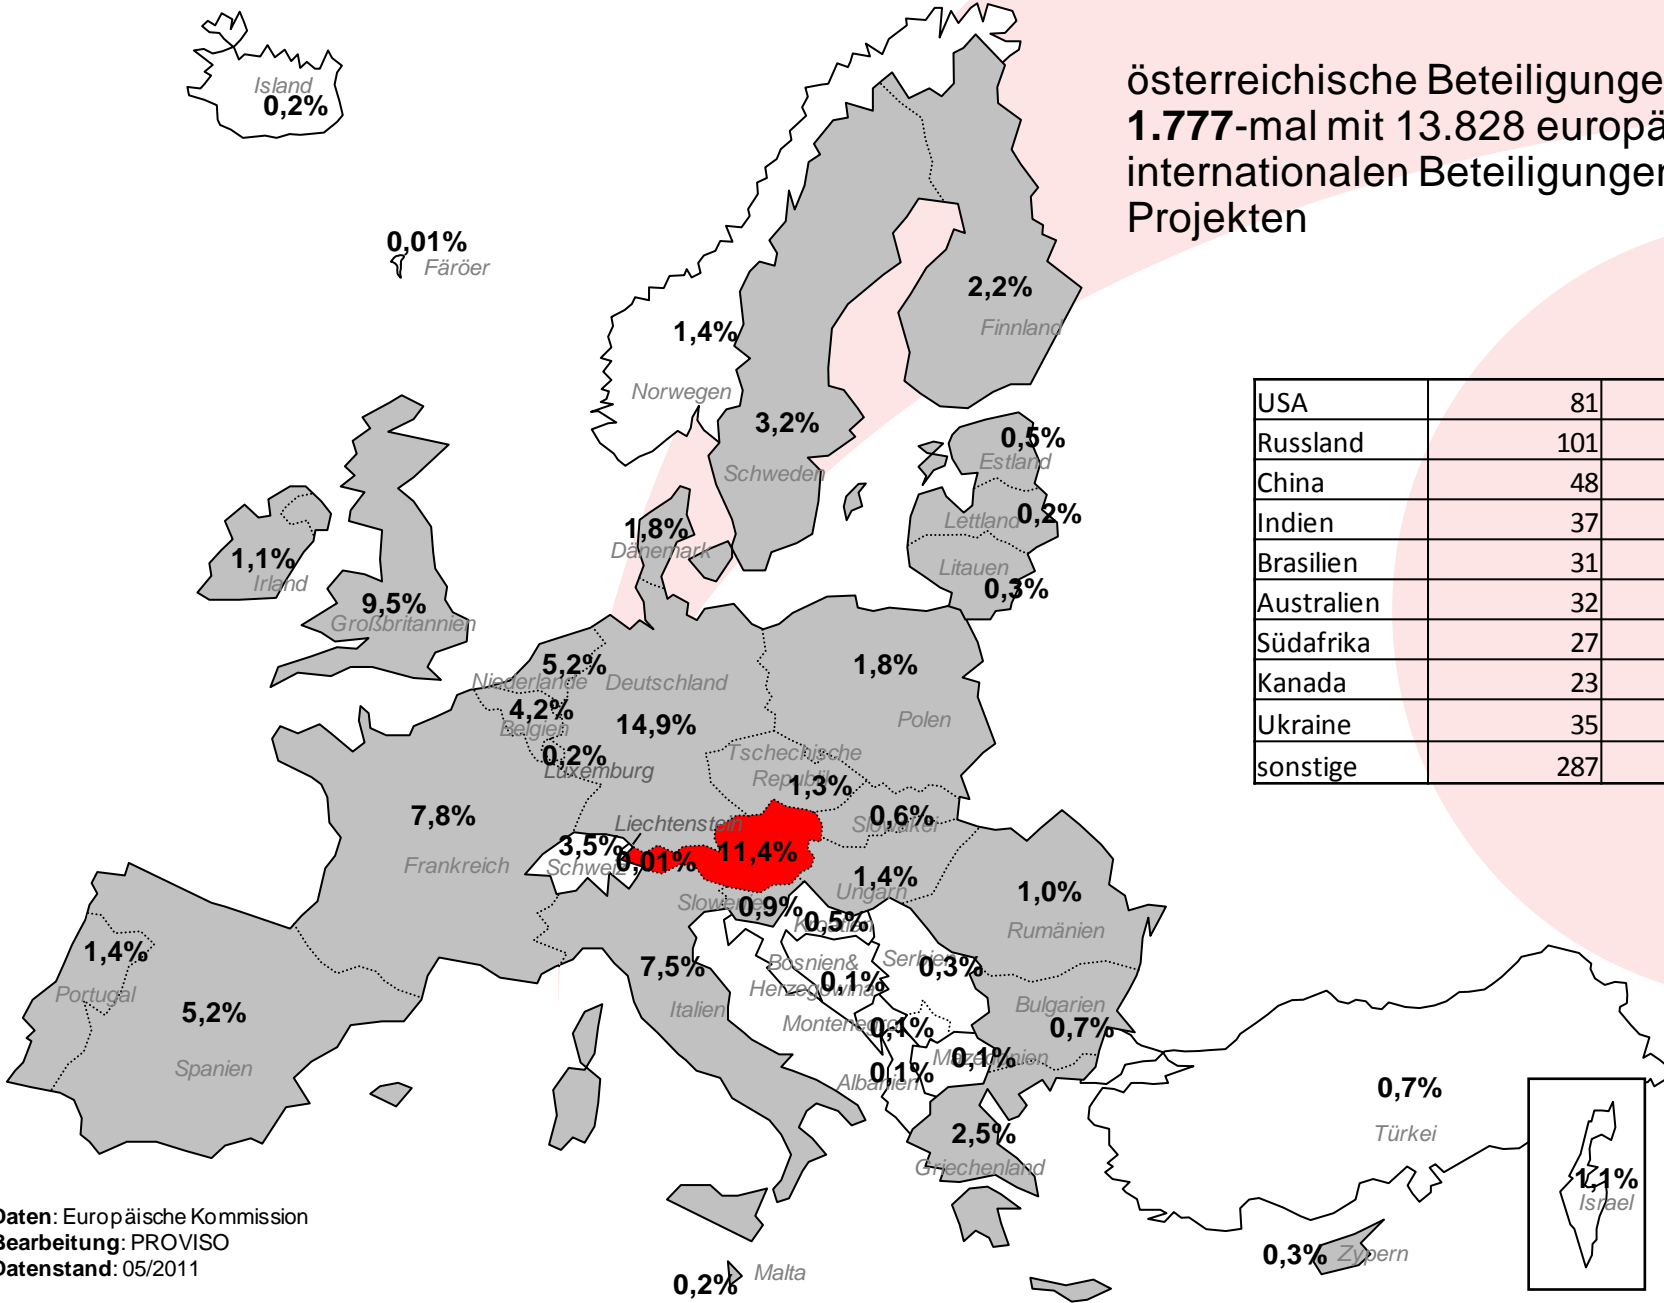 österreichische Beteiligunge
1.777-mal mit 13.828 europä
internationalen Beteiligunger
Projekten
Island
0,2%
0,01%
Färöer
2,2%
Finnland
1,4%
Norwegen
3,2%
Schweden
0,5%
Estland
Lettland 0,2%
Litauen
0,3%
1,8%
Dänemark
1,1%
Irland
9,5%
Großbritannien
5,2%
Niederlande
Deutschland
14,9%
4,2%
Belgien
0,2%
Luxemburg
1,8%
Polen
Tschechische
Republik
1,3%
0,6%
Slowakei
Liechtenstein
0,01%
3,5%
Schweiz
11,4%
7,8%
Frankreich
1,4%
Ungarn
1,0%
Rumänien
Slowenien
0,9%
0,5%
Kroatien
1,4%
Portugal
5,2%
Spanien
7,5%
Italien
Bosnien&
Herzegowina
0,1%
Serbien
0,3%
Montenegro
0,1%
Bulgarien
0,7%
Mazedonien
0,1%
Albanien
0,1%
2,5%
Griechenland
0,7%
Türkei
1,1%
Israel
0,3% Zypern
0,2% Malta
USA 81
Russland 101
China 48
Indien 37
Brasilien 31
Australien 32
Südafrika 27
Kanada 23
Ukraine 35
sonstige 287
Daten: Europäische Kommission
Bearbeitung: PROVISO
Datenstand: 05/2011